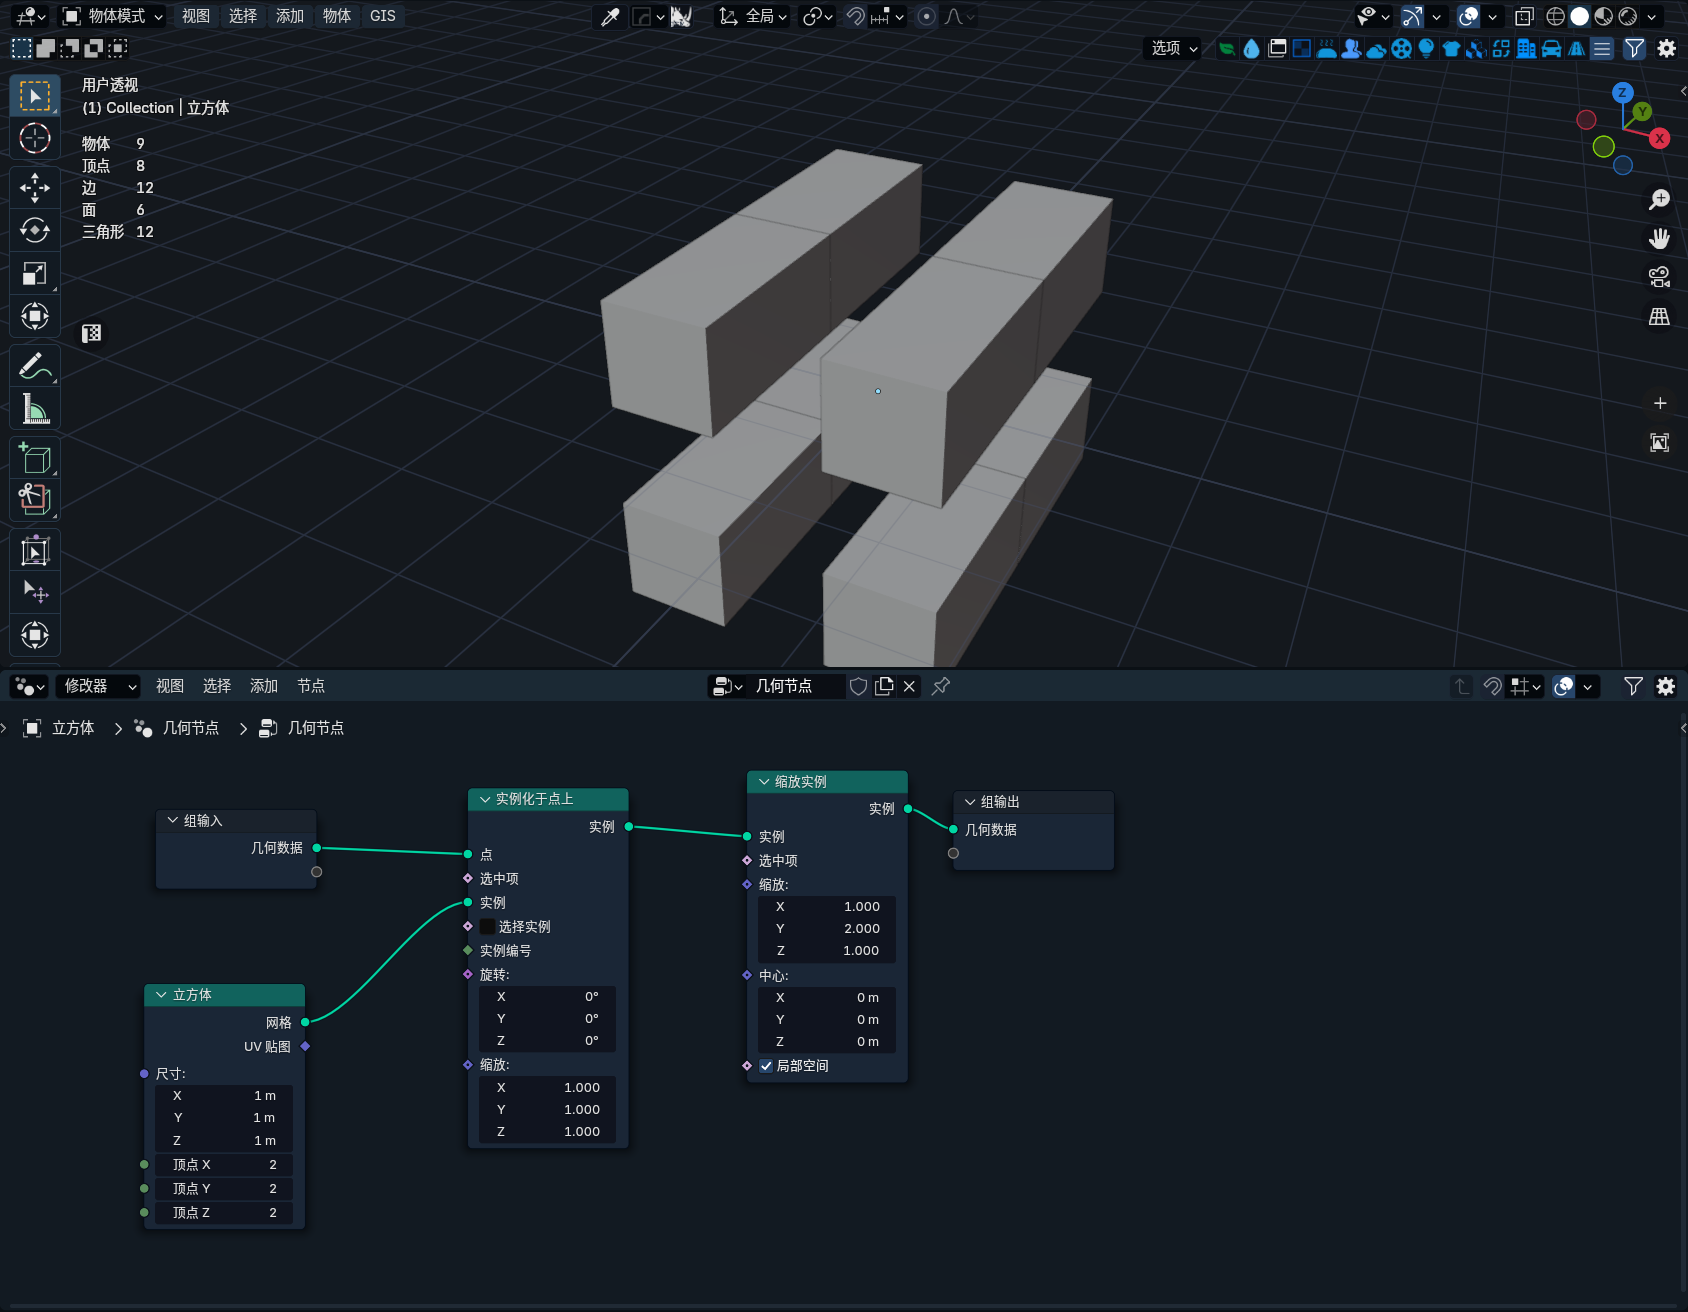 物体模式 视图 选择 添加 物体 GIS 全局
选项
用户透视
(1) Collection | 立方体
物体 9
顶点 8
边 12
面 6
三角形 12
Z
Y
X
修改器 视图 选择 添加 节点 几何节点
立方体 几何节点 几何节点
组输入
几何数据
立方体
网格
UV 贴图
尺寸:
X 1 m
Y 1 m
Z 1 m
顶点 X 2
顶点 Y 2
顶点 Z 2
实例化于点上
实例
点
选中项
实例
选择实例
实例编号
旋转:
X 0°
Y 0°
Z 0°
缩放:
X 1.000
Y 1.000
Z 1.000
缩放实例
实例
实例
选中项
缩放:
X 1.000
Y 2.000
Z 1.000
中心:
X 0 m
Y 0 m
Z 0 m
局部空间
组输出
几何数据